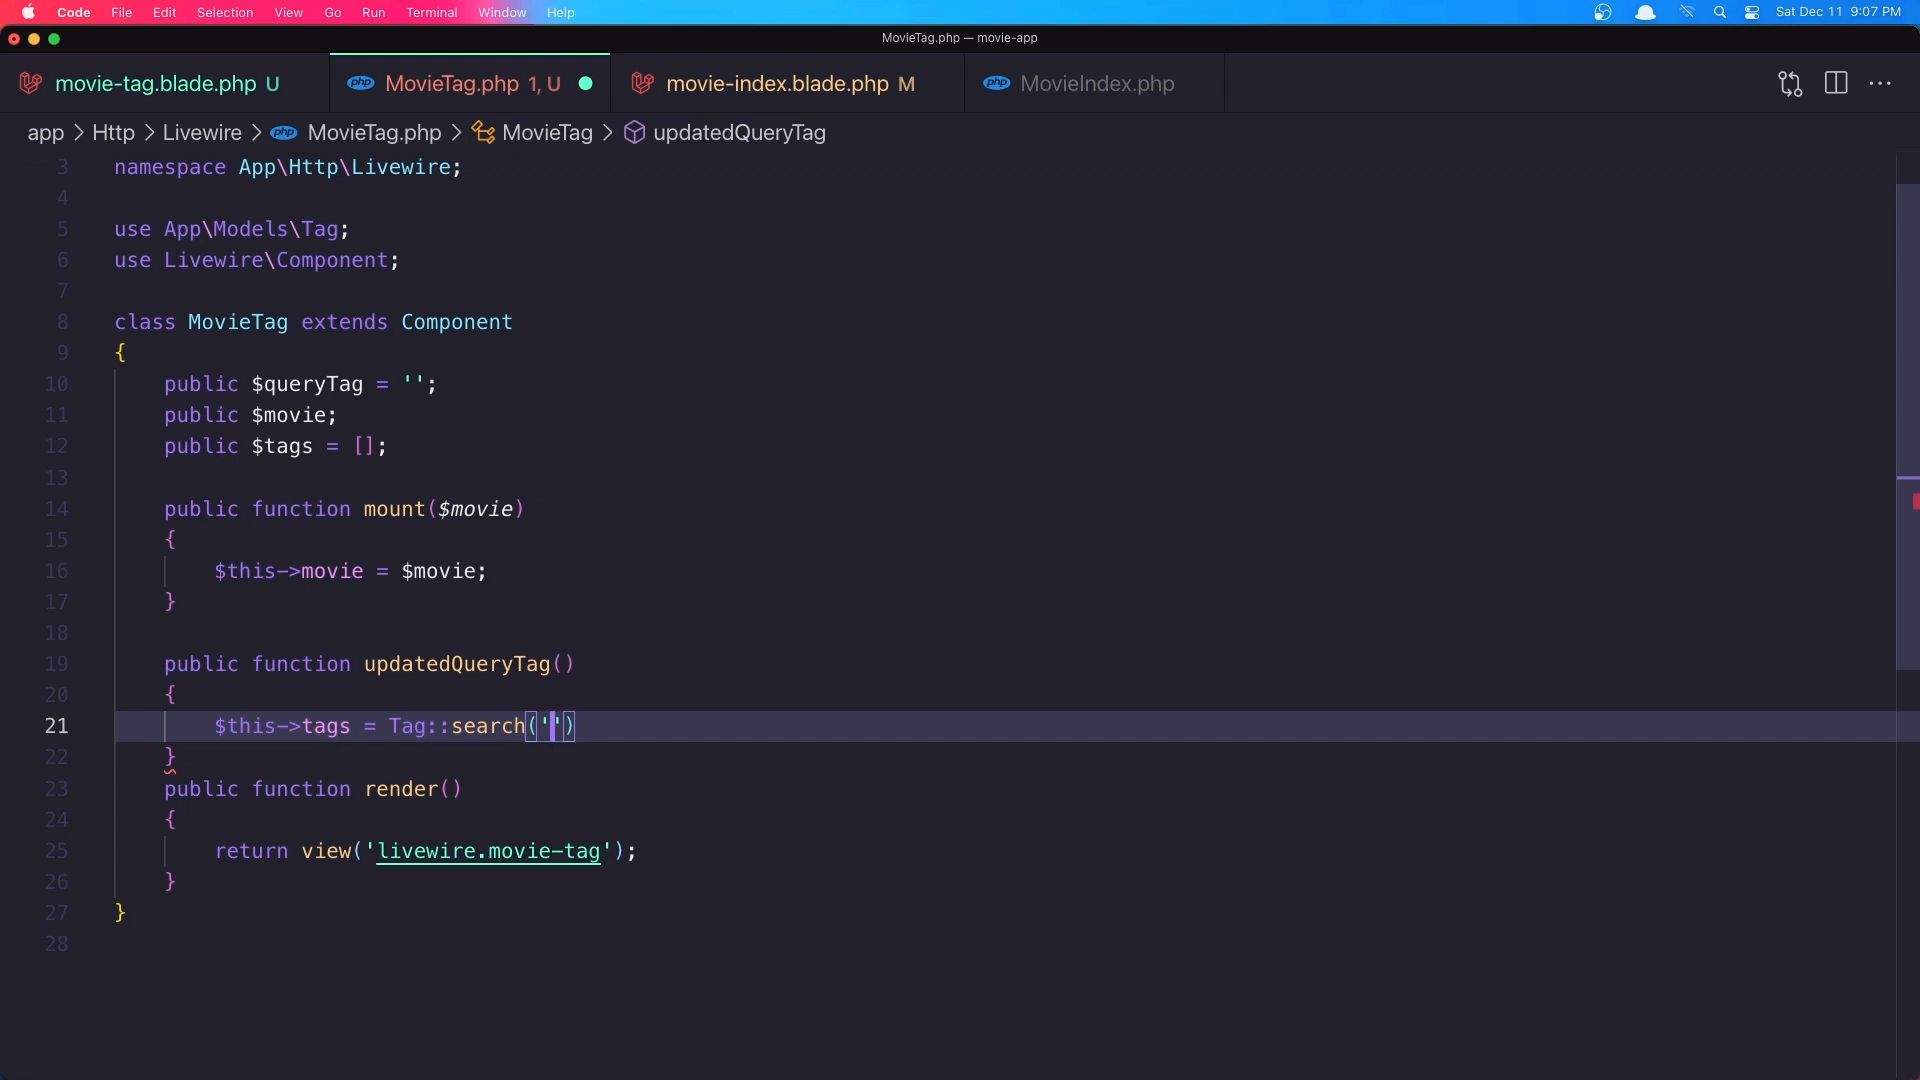 Code File Edit Selection View Go Run Terminal Window Help Sat Dec 11 9:07 PM
MovieTag.php — movie-app
movie-tag.blade.php U php MovieTag.php 1, U movie-index.blade.php M php MovieIndex.php
app > Http > Livewire > php MovieTag.php > MovieTag > updatedQueryTag
3 namespace App\Http\Livewire;
4
5 use App\Models\Tag;
6 use Livewire\Component;
7
8 class MovieTag extends Component
9 {
10 public $queryTag = '';
11 public $movie;
12 public $tags = [];
13
14 public function mount($movie)
15 {
16 $this->movie = $movie;
17 }
18
19 public function updatedQueryTag()
20 {
21 $this->tags = Tag::search('')
22 }
23 public function render()
24 {
25 return view('livewire.movie-tag');
26 }
27 }
28